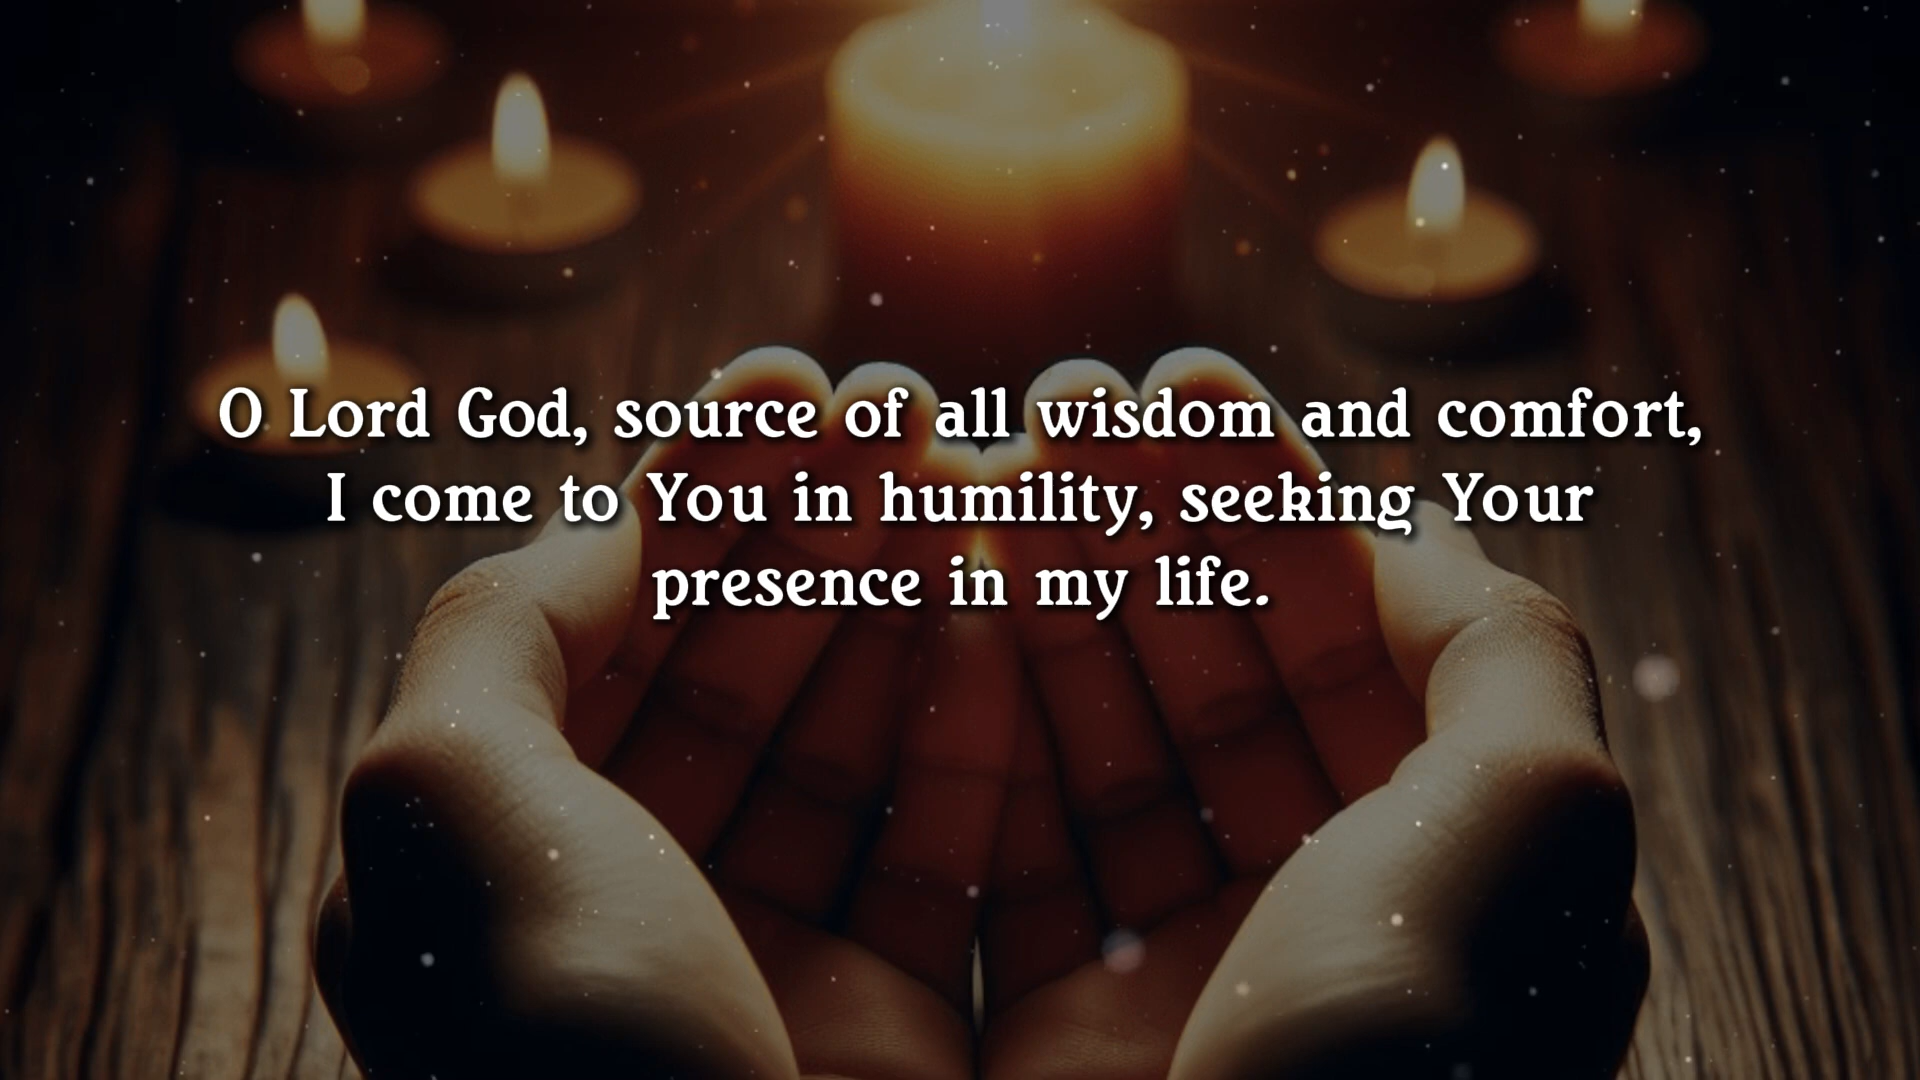 O Lord God, source of all wisdom and comfort,
I come to You in humility, seeking Your
presence in my life.